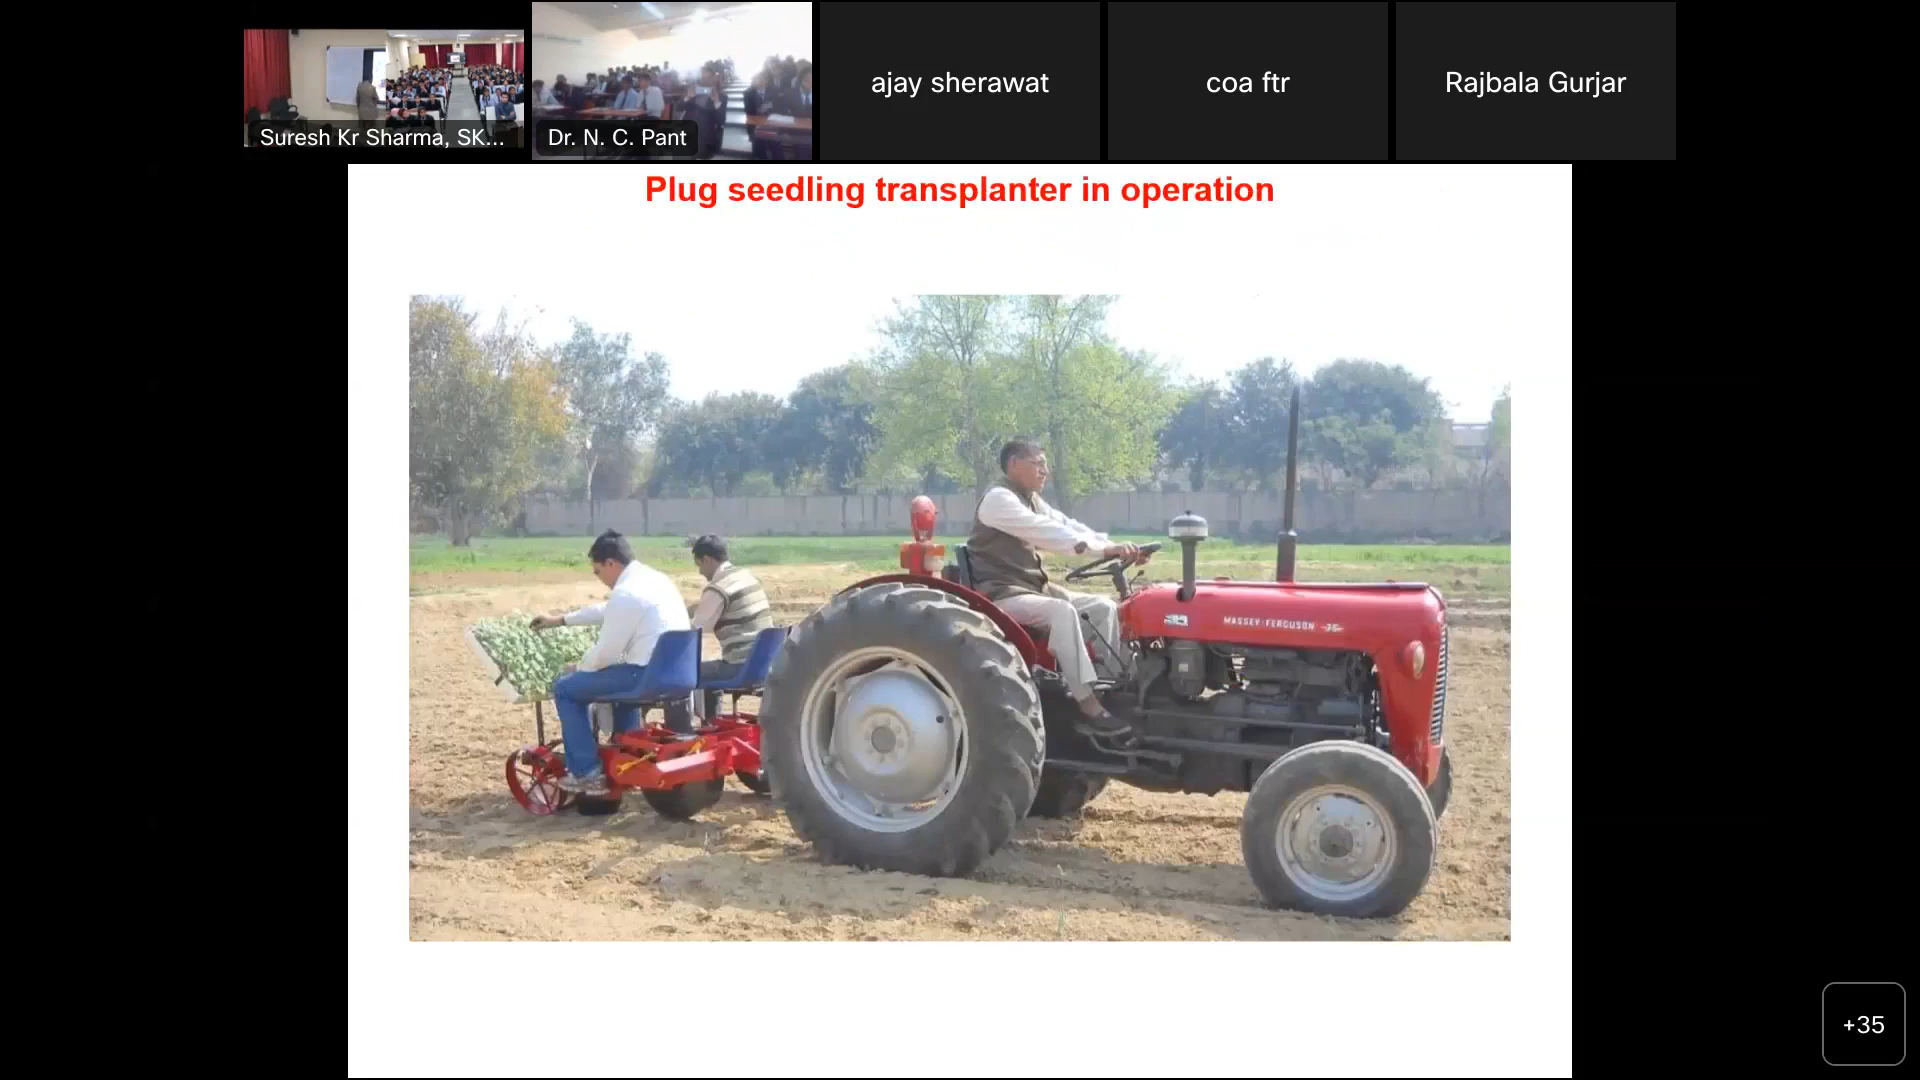 Suresh Kr Sharma, SK...
Dr. N. C. Pant
ajay sherawat
coa ftr
Rajbala Gurjar
Plug seedling transplanter in operation
MASSEY-FERGUSON 35
+35